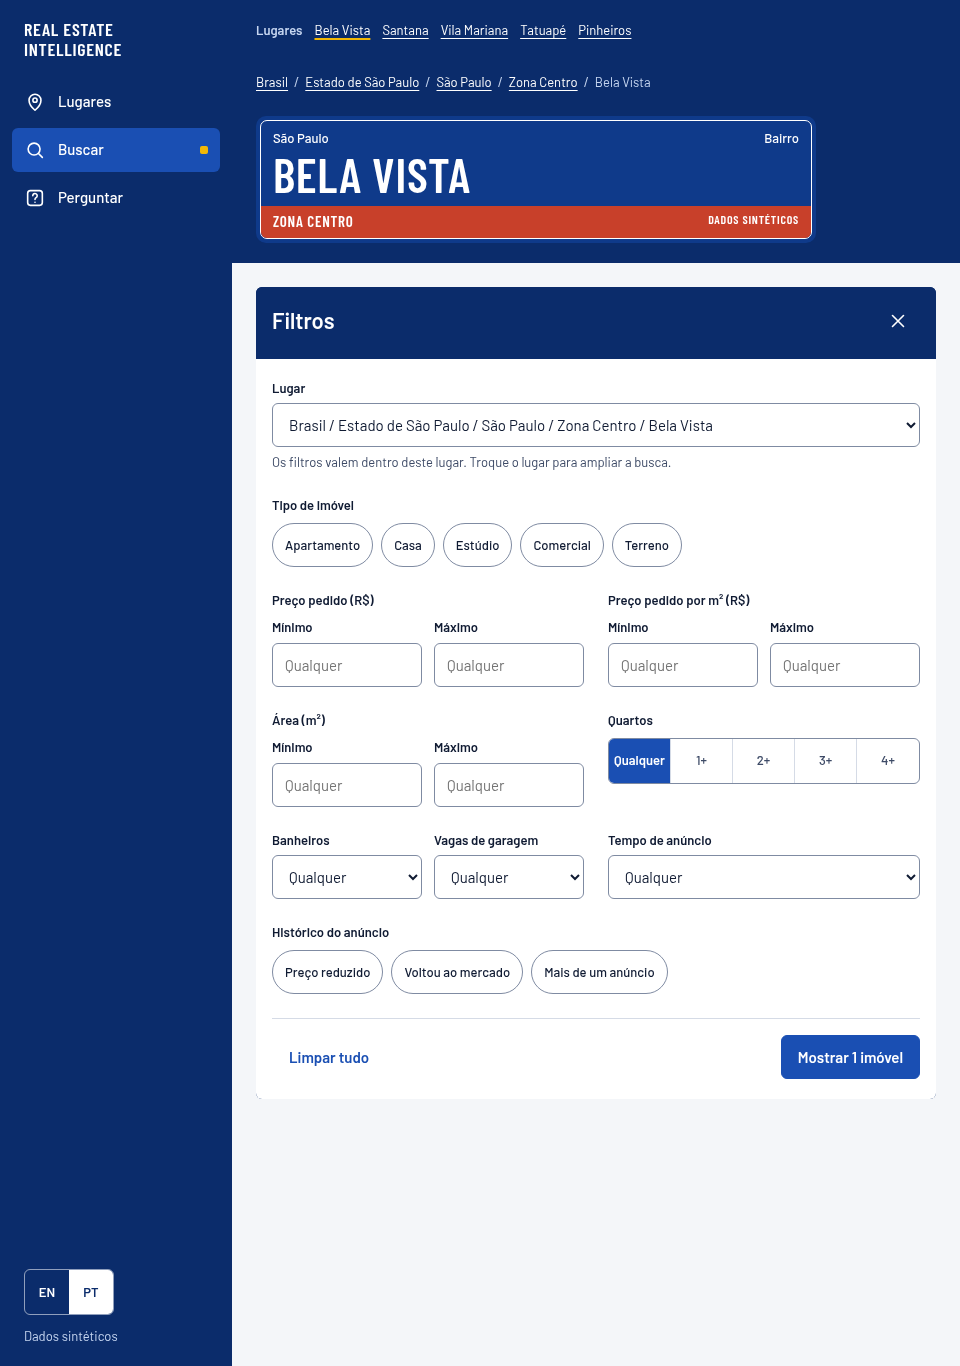 REAL ESTATE
INTELLIGENCE
Lugares
Buscar
Perguntar
Lugares Bela Vista Santana Vila Mariana Tatuapé Pinheiros
Brasil / Estado de São Paulo / São Paulo / Zona Centro / Bela Vista
São Paulo Bairro
BELA VISTA
ZONA CENTRO DADOS SINTÉTICOS
Filtros
Lugar
Brasil / Estado de São Paulo / São Paulo / Zona Centro / Bela Vista
Os filtros valem dentro deste lugar. Troque o lugar para ampliar a busca.
Tipo de imóvel
Apartamento Casa Estúdio Comercial Terreno
Preço pedido (R$) Preço pedido por m² (R$)
Mínimo Máximo Mínimo Máximo
Qualquer Qualquer Qualquer Qualquer
Área (m²) Quartos
Mínimo Máximo
Qualquer 1+ 2+ 3+ 4+
Qualquer Qualquer
Banheiros Vagas de garagem Tempo de anúncio
Qualquer Qualquer Qualquer
Histórico do anúncio
Preço reduzido Voltou ao mercado Mais de um anúncio
Limpar tudo Mostrar 1 imóvel
EN PT
Dados sintéticos